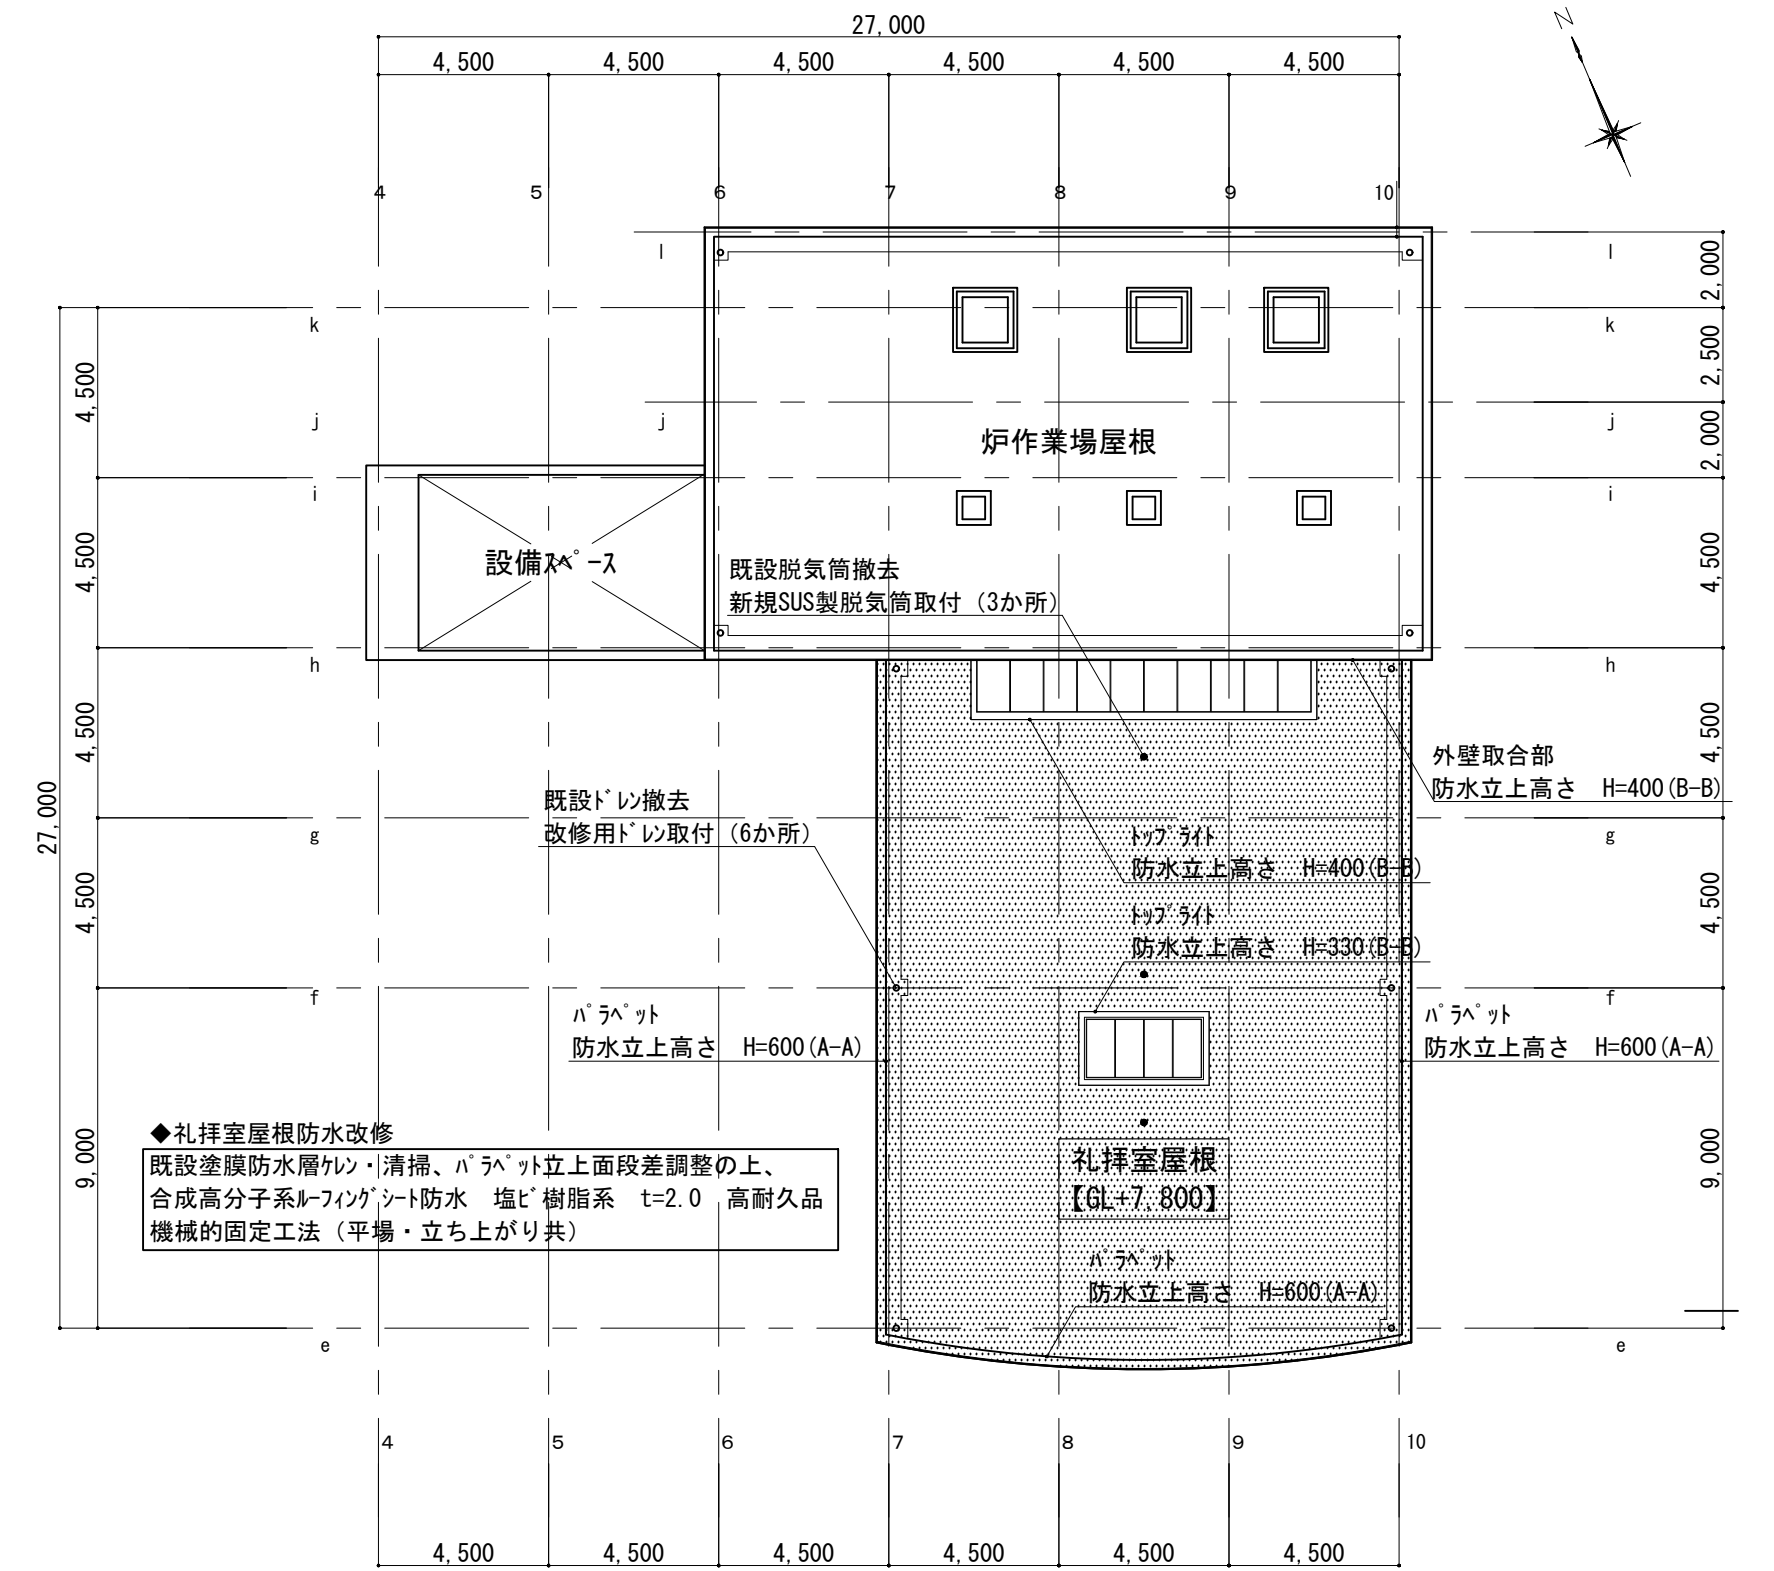 27,000
4,500 4,500 4,500 4,500 4,500 4,500
N
4 5 6 7 8 9 10
l l
2,000
k k
2,500
4,500
j j j
2,000
炉作業場屋根
i i
4,500
設備スペース
4,500
既設脱気筒撤去
新規SUS製脱気筒取付（3か所）
h h
4,500
4,500
外壁取合部
防水立上高さ　H=400(B-B)
27,000
既設ドレン撤去
改修用ドレン取付（6か所）
g g
トップライト
防水立上高さ　H=400(B-B)
4,500
4,500
トップライト
防水立上高さ　H=330(B-B)
f f
パラペット
防水立上高さ　H=600(A-A)
パラペット
防水立上高さ　H=600(A-A)
9,000
9,000
◆礼拝室屋根防水改修
既設塗膜防水層ケレン・清掃、パラペット立上面段差調整の上、
合成高分子系ルーフィングシート防水　塩ビ樹脂系　t=2.0　高耐久品
機械的固定工法（平場・立ち上がり共）
礼拝室屋根
【GL+7,800】
パラペット
防水立上高さ　H=600(A-A)
e e
4 5 6 7 8 9 10
4,500 4,500 4,500 4,500 4,500 4,500